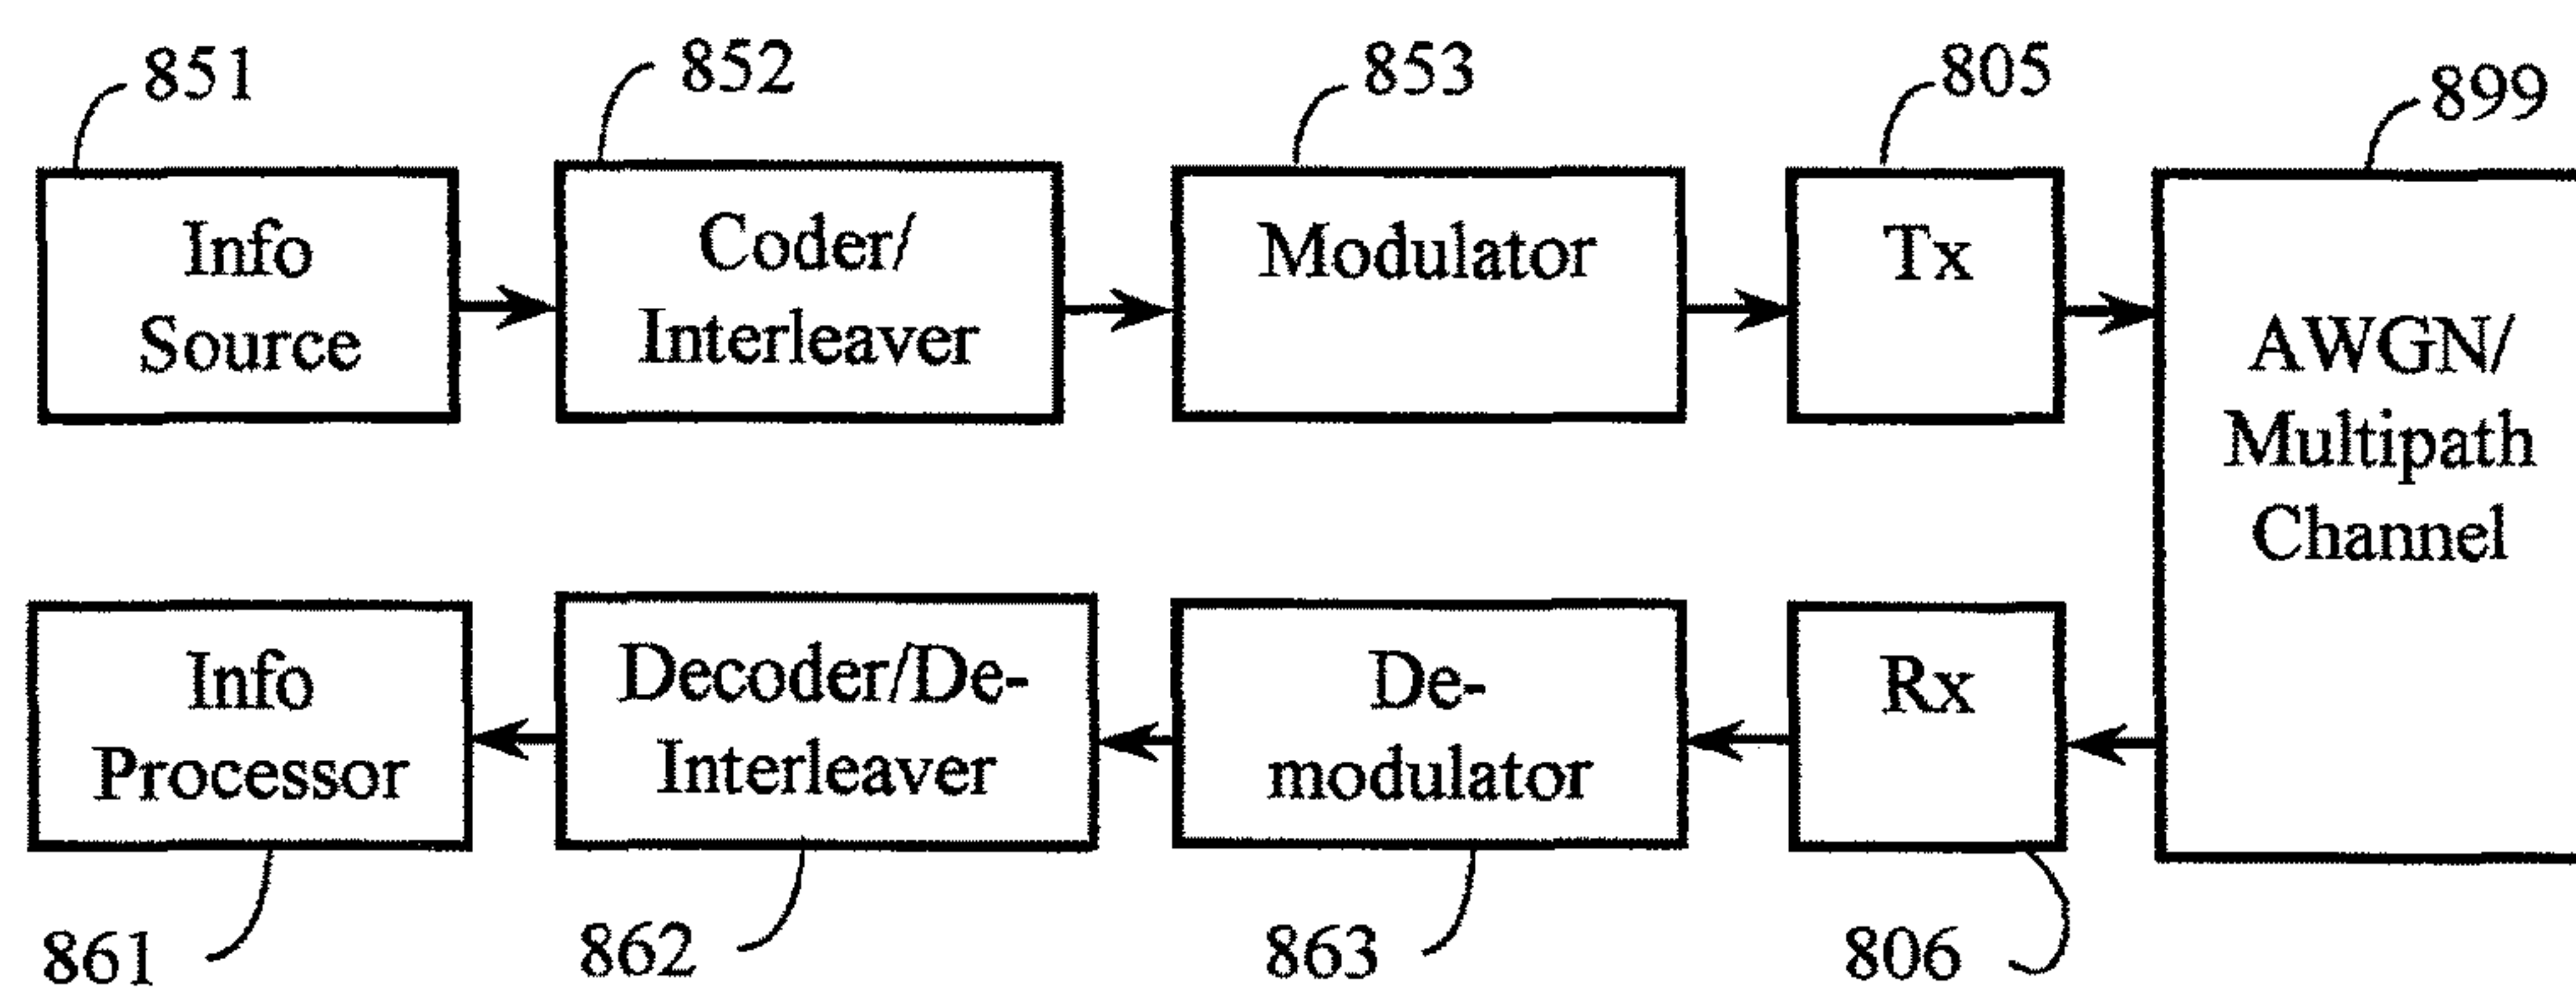 851
852
853
805
899
Info
Source
Coder/
Interleaver
Modulator
Tx
AWGN/
Multipath
Channel
Info
Processor
Decoder/De-
Interleaver
De-
modulator
Rx
861
862
863
806